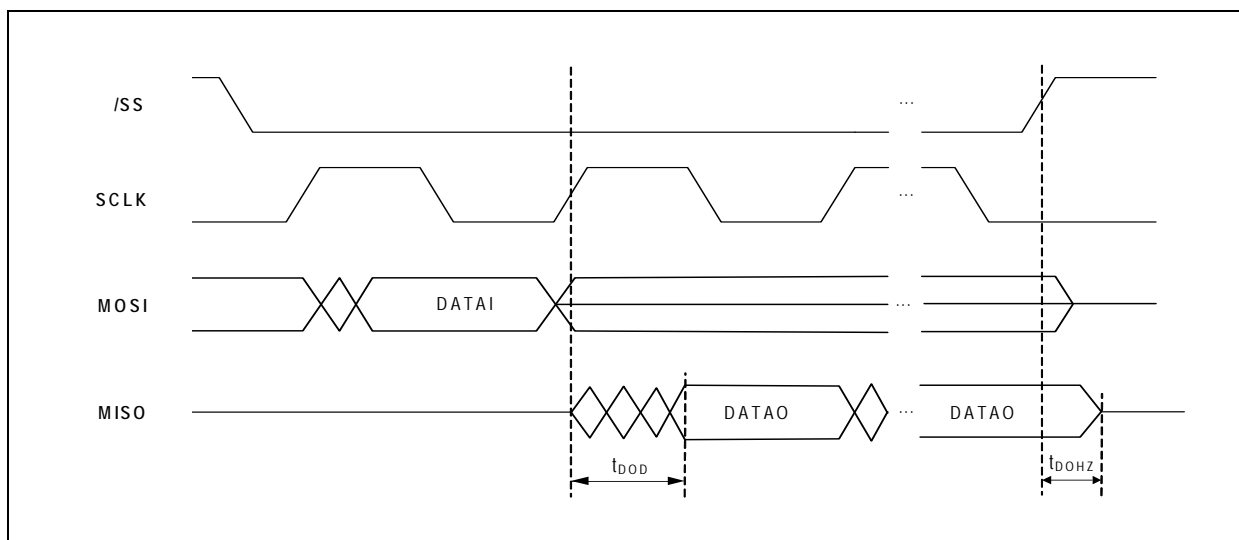 /SS
...
SCLK
...
MOSI
DATAI
...
MISO
DATAO
...
DATAO
tDOD
tDOHZ